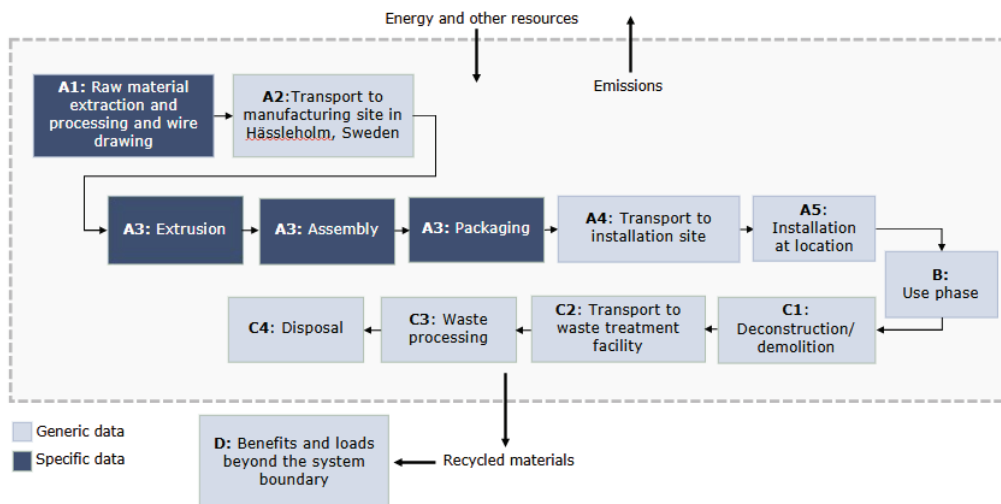 Energy and other resources
Emissions
A1: Raw material
extraction and
processing and wire
drawing
A2:Transport to
manufacturing site in
Hässleholm, Sweden
A3: Extrusion
A3: Assembly
A3: Packaging
A4: Transport to
installation site
A5:
Installation
at location
B:
Use phase
C1:
Deconstruction/
demolition
C2: Transport to
waste treatment
facility
C3: Waste
processing
C4: Disposal
Generic data
Specific data
D: Benefits and loads
beyond the system
boundary
Recycled materials